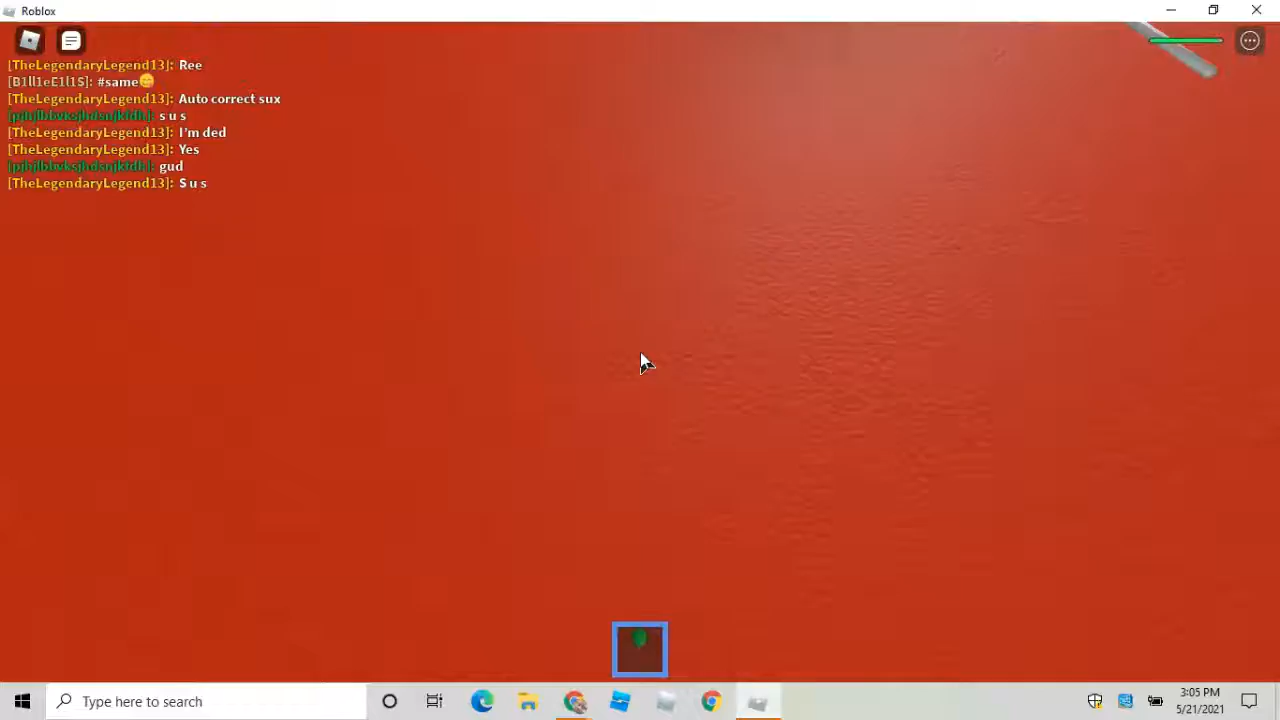 Roblox
[TheLegendaryLegend13]: Ree
[B1ll1eE1l1S]: #same😋
[TheLegendaryLegend13]: Auto correct sux
s u s
[TheLegendaryLegend13]: I'm ded
[TheLegendaryLegend13]: Yes
gud
[TheLegendaryLegend13]: S u s
Type here to search
3:05 PM
5/21/2021